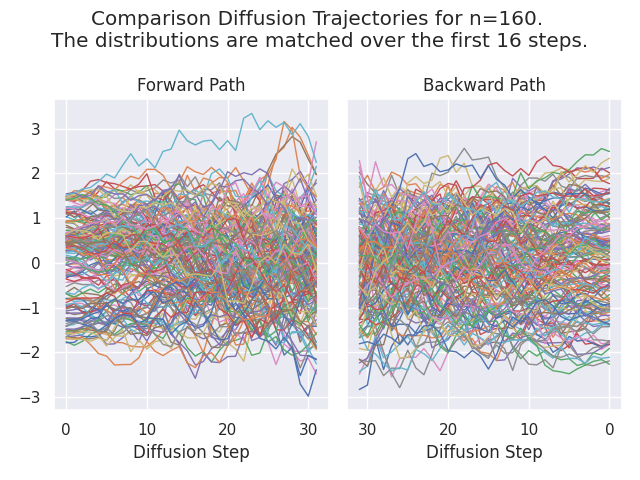 Comparison Diffusion Trajectories for n=160.
The distributions are matched over the first 16 steps.
Forward Path
Backward Path
3
2
1
0
−1
−2
−3
0 10 20 30
30 20 10 0
Diffusion Step
Diffusion Step